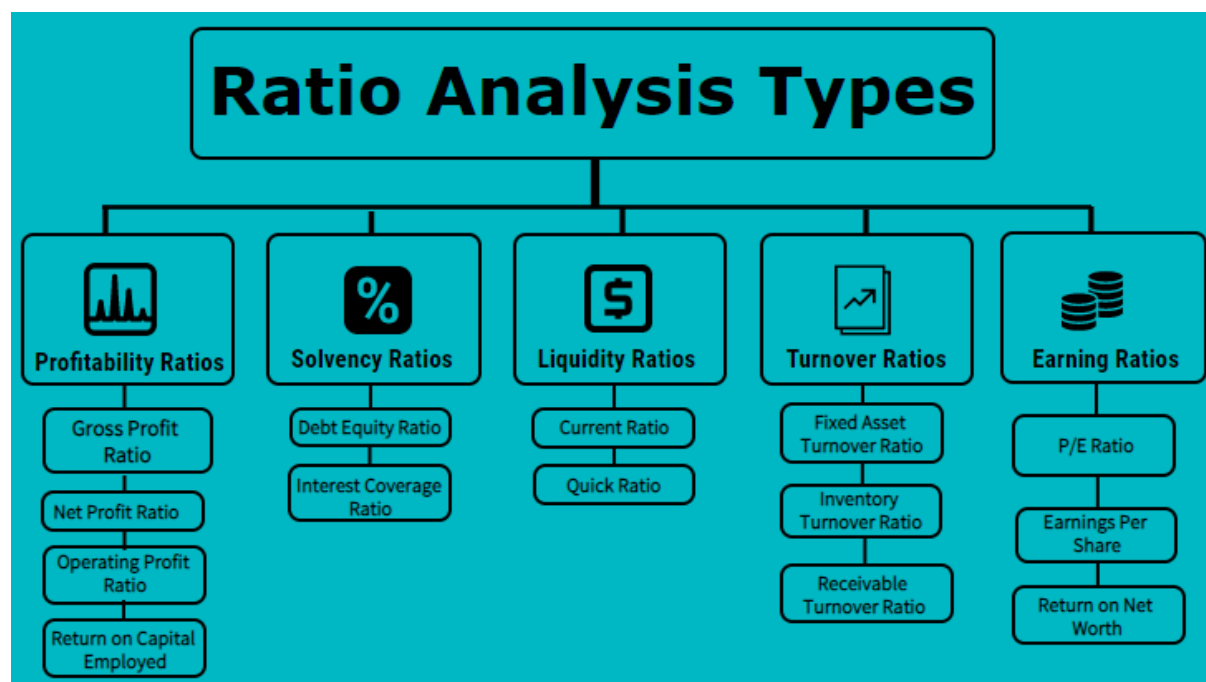 Ratio Analysis Types
Profitability Ratios
Gross Profit
Ratio
Net Profit Ratio
Operating Profit
Ratio
Return on Capital
Employed
%
Solvency Ratios
Debt Equity Ratio
Interest Coverage
Ratio
$
Liquidity Ratios
Current Ratio
Quick Ratio
Turnover Ratios
Fixed Asset
Turnover Ratio
Inventory
Turnover Ratio
Receivable
Turnover Ratio
Earning Ratios
P/E Ratio
Earnings Per
Share
Return on Net
Worth